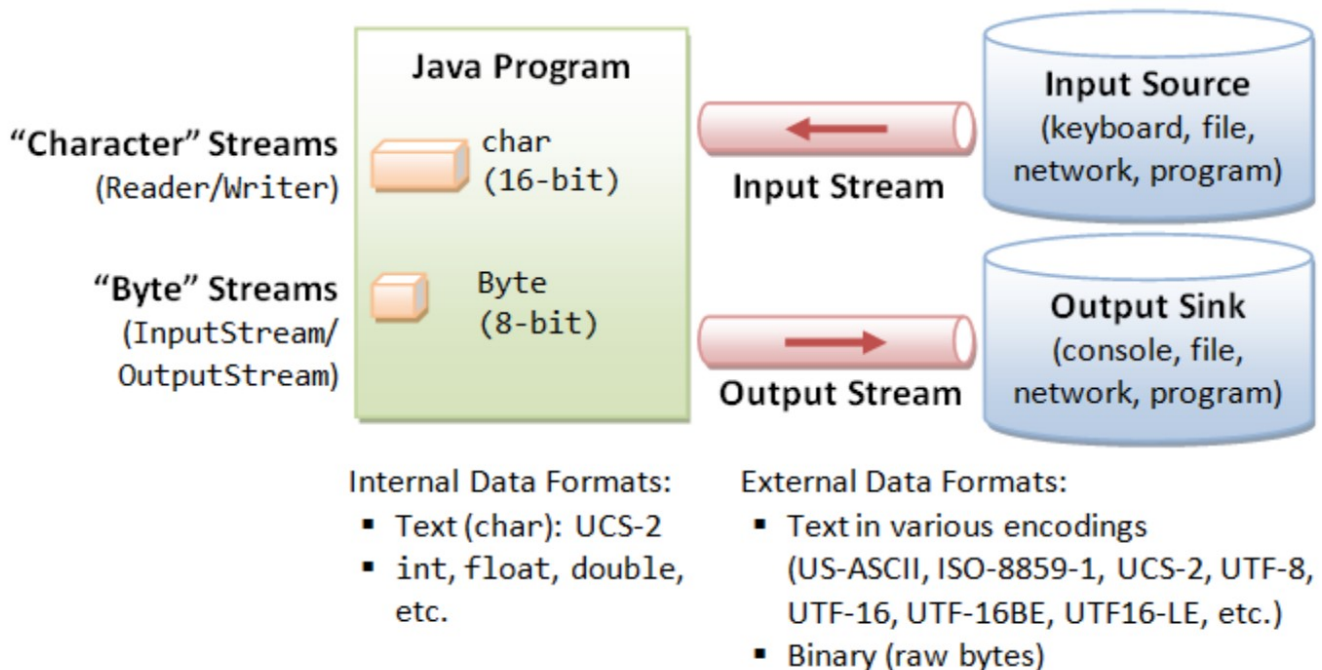 Java Program
“Character” Streams
(Reader/Writer)
char
(16-bit)
“Byte” Streams
(InputStream/
OutputStream)
Byte
(8-bit)
Input Stream
Input Source
(keyboard, file,
network, program)
Output Stream
Output Sink
(console, file,
network, program)
Internal Data Formats:
▪ Text (char): UCS-2
▪ int, float, double,
etc.
External Data Formats:
▪ Text in various encodings
(US-ASCII, ISO-8859-1, UCS-2, UTF-8,
UTF-16, UTF-16BE, UTF16-LE, etc.)
▪ Binary (raw bytes)